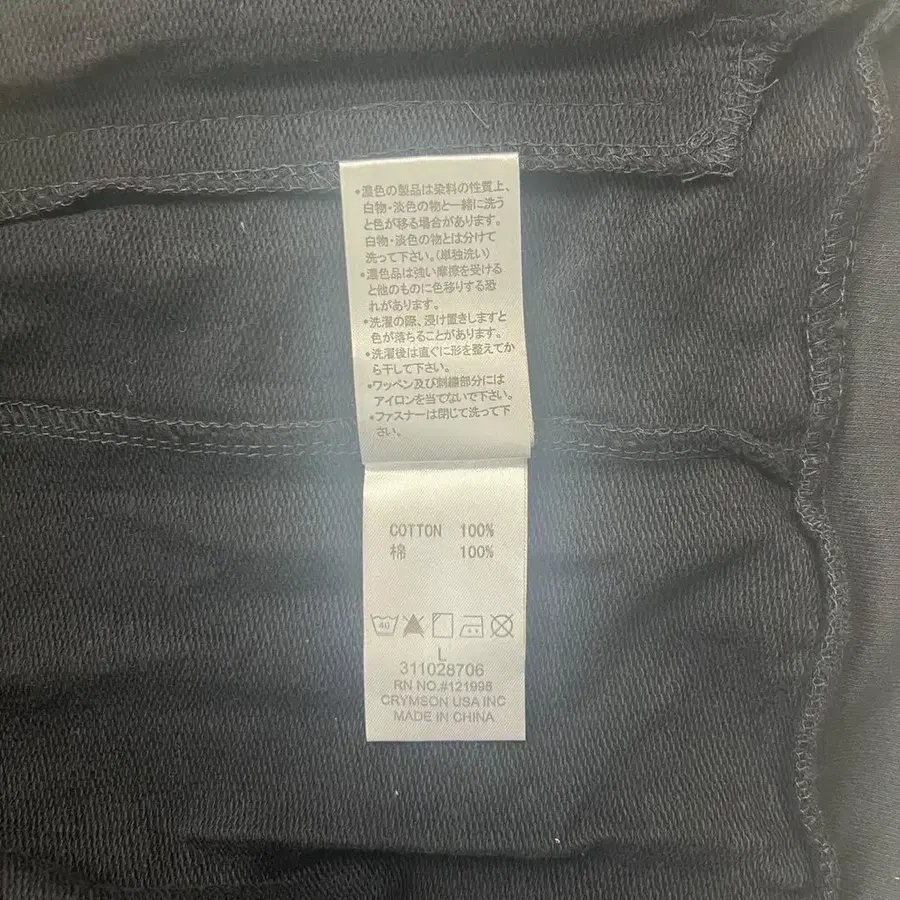 •濃色の製品は染料の性質上、
白物・淡色の物と一緒に洗う
と色が移る場合があります。
白物・淡色の物とは分けて
洗って下さい。(単独洗い)
•濃色品は強い摩擦を受ける
と他のものに色移りする恐
れがあります。
•洗濯の際、浸け置きしますと
色が落ちることがあります。
•洗濯後は直ぐに形を整えてか
ら干して下さい。
•ワッペン及び刺繍部分には
アイロンを当てないで下さい。
•ファスナーは閉じて洗って下
さい。
COTTON 100%
棉 100%
40
L
311028706
RN NO.#121998
CRYMSON USA INC
MADE IN CHINA